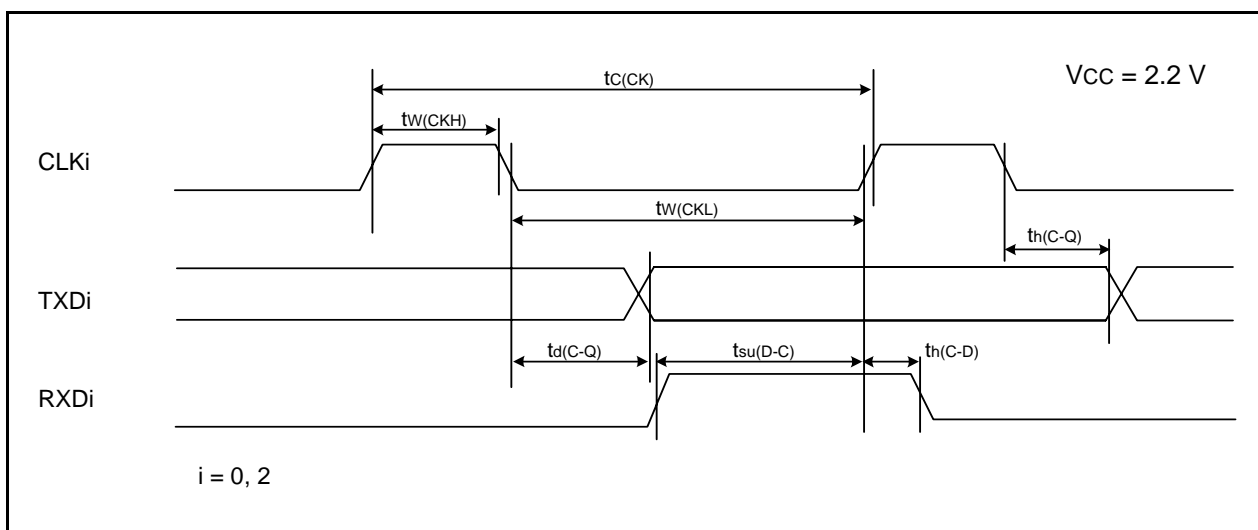 VCC = 2.2 V
tC(CK)
tW(CKH)
CLKi
tW(CKL)
th(C-Q)
TXDi
td(C-Q)
tsu(D-C)
th(C-D)
RXDi
i = 0, 2